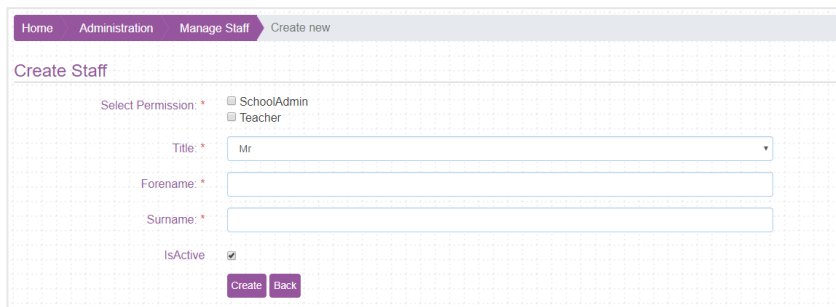 Home Administration Manage Staff Create new
Create Staff
Select Permission: * SchoolAdmin
Teacher
Title: * Mr
Forename: *
Surname: *
IsActive
Create Back